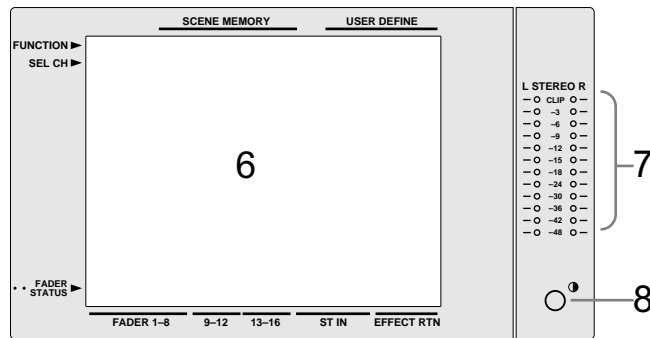 SCENE MEMORY USER DEFINE
FUNCTION
SEL CH
L STEREO R
CLIP
–3
–6
–9
–12
–15
–18
–24
–30
–36
–42
–48
6
7
8
FADER
STATUS
FADER 1–8 9–12 13–16 ST IN EFFECT RTN